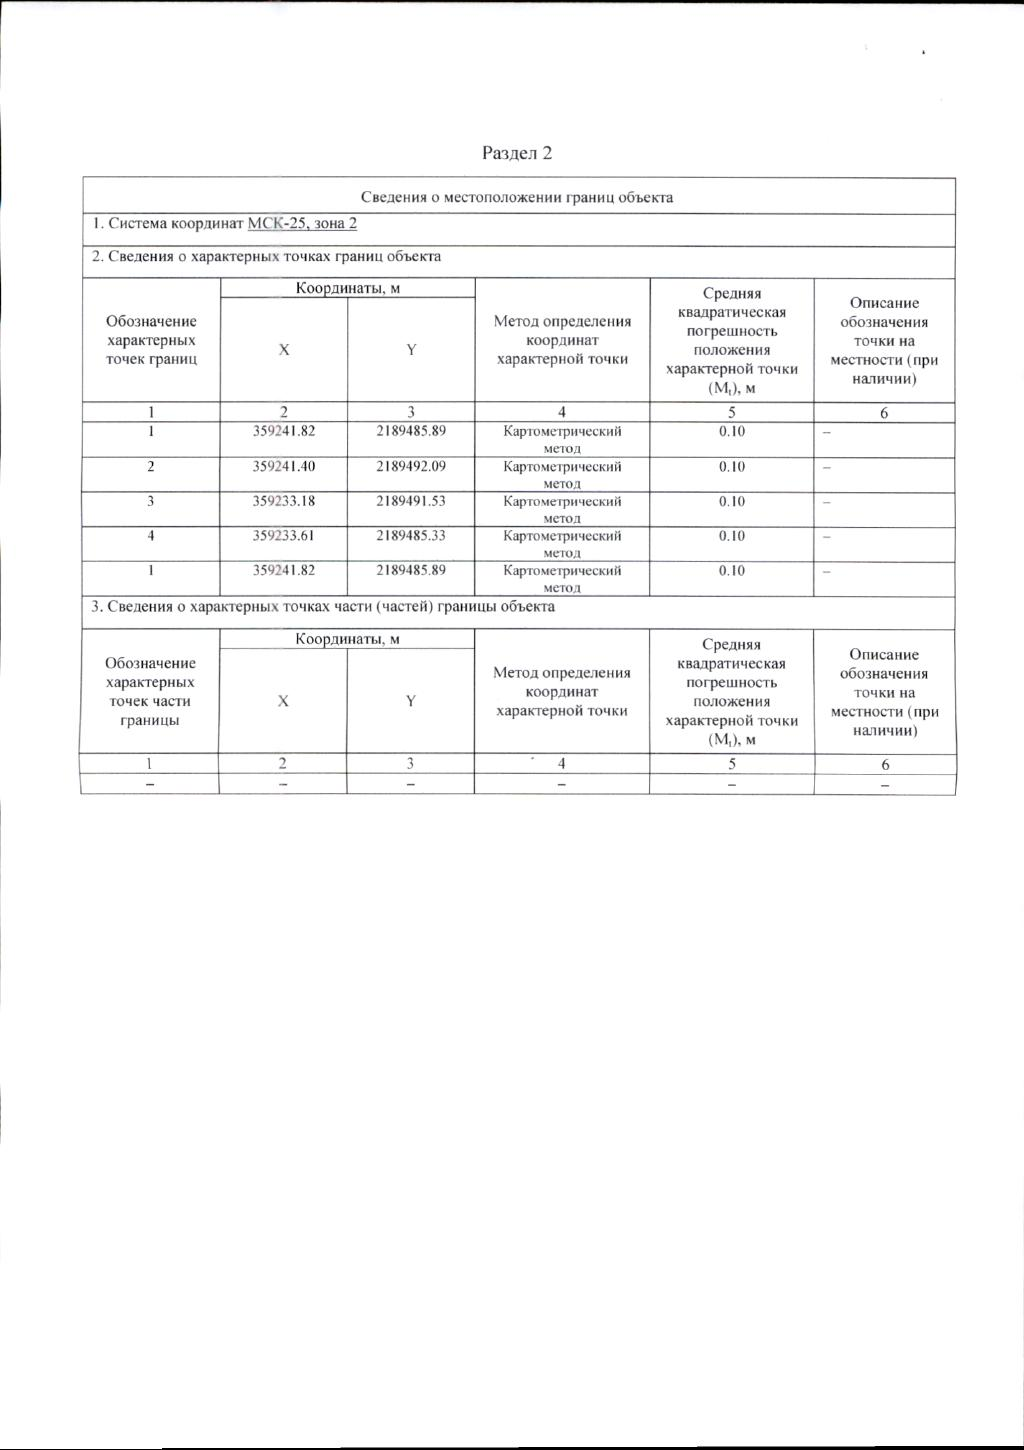 Раздел 2
Сведения о местоположении границ объекта
1. Система координат МСК-25, зона 2
2. Сведения о характерных точках границ объекта
Обозначение
характерных
точек границ
Координаты, м
X
Y
Метод определения
координат
характерной точки
Средняя
квадратическая
погрешность
положения
характерной точки
(Mt), м
Описание
обозначения
точки на
местности (при
наличии)
1 2 3 4 5 6
1 359241.82 2189485.89 Картометрический 0.10 –
метод
2 359241.40 2189492.09 Картометрический 0.10 –
метод
3 359233.18 2189491.53 Картометрический 0.10 –
метод
4 359233.61 2189485.33 Картометрический 0.10 –
метод
1 359241.82 2189485.89 Картометрический 0.10 –
метод
3. Сведения о характерных точках части (частей) границы объекта
Обозначение
характерных
точек части
границы
Координаты, м
X
Y
Метод определения
координат
характерной точки
Средняя
квадратическая
погрешность
положения
характерной точки
(Mt), м
Описание
обозначения
точки на
местности (при
наличии)
1 2 3 4 5 6
– – – – – –